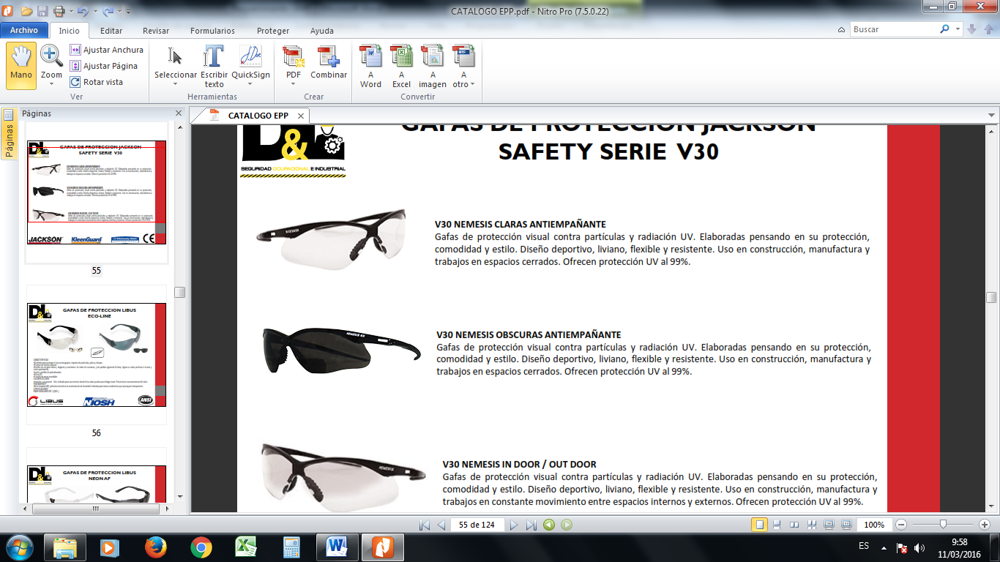 CATALOGO EPP.pdf - Nitro Pro (7.5.0.22)
Archivo
Inicio
Editar
Revisar
Formularios
Proteger
Ayuda
Buscar
Mano
Zoom
Ajustar Anchura
Ajustar Página
Rotar vista
Ver
Seleccionar
Escribir texto
QuickSign
Herramientas
PDF
Combinar
Crear
A Word
A Excel
A imagen
A otro
Convertir
Páginas
Páginas
GAFAS DE PROTECCION JACKSON
SAFETY SERIE V30
JACKSON
KleenGuard
CE
55
GAFAS DE PROTECCION LIBUS
ECO-LINE
LIBUS
NIOSH
ANSI
56
GAFAS DE PROTECCION LIBUS
NEON AF
CATALOGO EPP
D&L
SEGURIDAD OCUPACIONAL E INDUSTRIAL
GAFAS DE PROTECCION JACKSON
SAFETY SERIE V30
V30 NEMESIS CLARAS ANTIEMPAÑANTE
Gafas de protección visual contra partículas y radiación UV. Elaboradas pensando en su protección,
comodidad y estilo. Diseño deportivo, liviano, flexible y resistente. Uso en construcción, manufactura y
trabajos en espacios cerrados. Ofrecen protección UV al 99%.
V30 NEMESIS OBSCURAS ANTIEMPAÑANTE
Gafas de protección visual contra partículas y radiación UV. Elaboradas pensando en su protección,
comodidad y estilo. Diseño deportivo, liviano, flexible y resistente. Uso en construcción, manufactura y
trabajos en espacios cerrados. Ofrecen protección UV al 99%.
V30 NEMESIS IN DOOR / OUT DOOR
Gafas de protección visual contra partículas y radiación UV. Elaboradas pensando en su protección,
comodidad y estilo. Diseño deportivo, liviano, flexible y resistente. Uso en construcción, manufactura y
trabajos en constante movimiento entre espacios internos y externos. Ofrecen protección UV al 99%.
55 de 124
100%
ES
9:58
11/03/2016